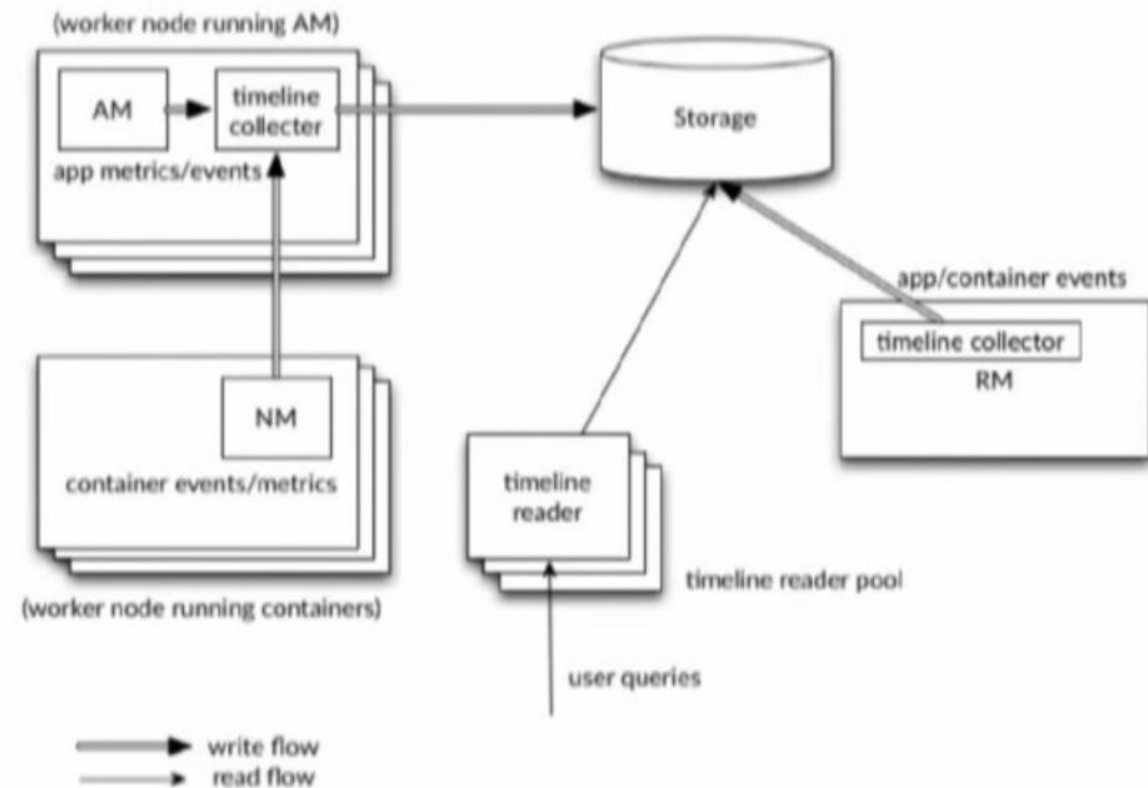 (worker node running AM)
AM
timeline
collecter
app metrics/events
Storage
app/container events
timeline collector
RM
NM
container events/metrics
(worker node running containers)
timeline
reader
timeline reader pool
user queries
write flow
read flow